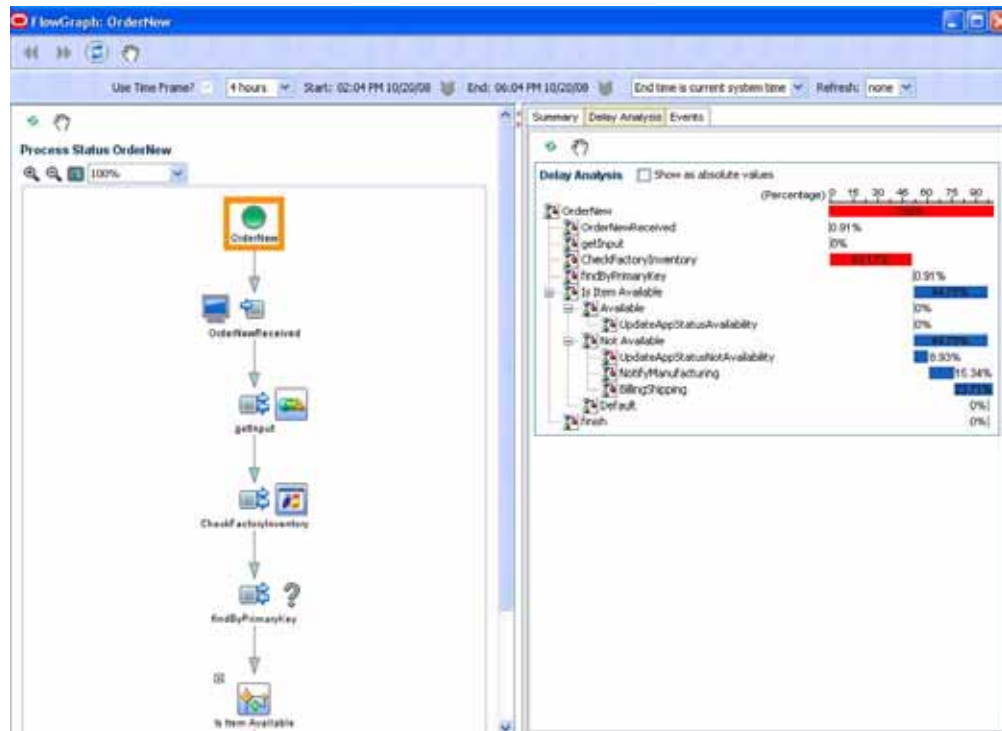 FlowGraph: OrderNew
Use Time Frame? 4 hours Start: 02:04 PM 10/20/08 End: 06:04 PM 10/20/08 End time is current system time Refresh: none
Process Status OrderNew
100%
OrderNew
OrderNewReceived
getInput
CheckFactoryInventory
findByPrimaryKey
Is Item Available
Summary Delay Analysis Events
Delay Analysis Show as absolute values
(Percentage) 0 15 30 45 60 75 90
OrderNew
OrderNewReceived 0.91%
getInput 0%
CheckFactoryInventory
findByPrimaryKey 0.91%
Is Item Available
Available 0%
UpdateAppStatusAvailability 0%
Not Available
UpdateAppStatusNotAvailability 8.93%
NotifyManufacturing 15.34%
BillingShipping
Default 0%
finish 0%